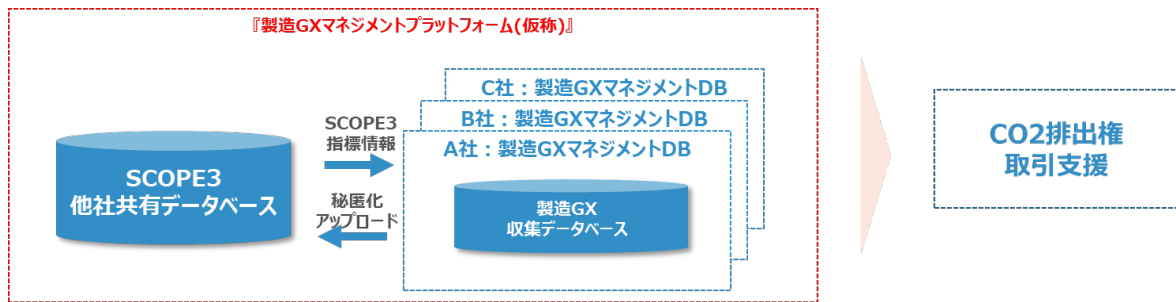 『製造GXマネジメントプラットフォーム(仮称)』
SCOPE3
他社共有データベース
SCOPE3
指標情報
秘匿化
アップロード
C社：製造GXマネジメントDB
B社：製造GXマネジメントDB
A社：製造GXマネジメントDB
製造GX
収集データベース
CO2排出権
取引支援